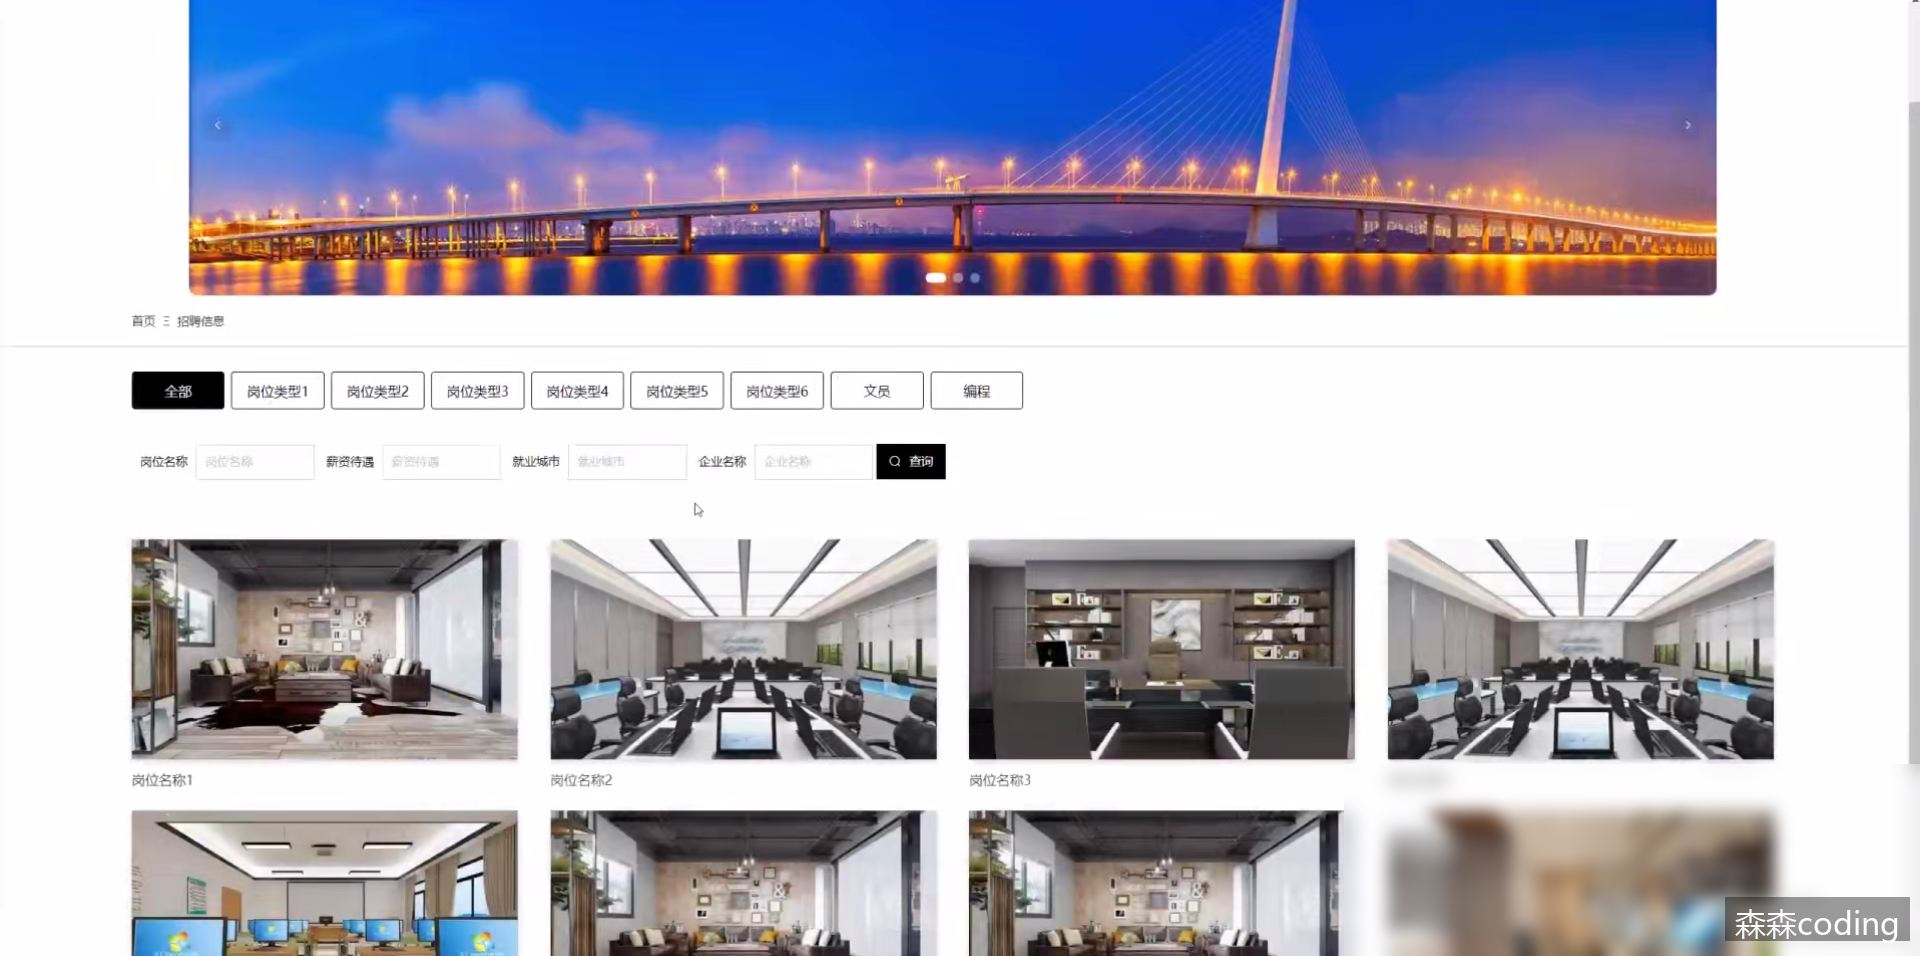 首页 Ξ 招聘信息
全部 岗位类型1 岗位类型2 岗位类型3 岗位类型4 岗位类型5 岗位类型6 文员 编程
岗位名称 岗位名称 薪资待遇 薪资待遇 就业城市 就业城市 企业名称 企业名称 查询
岗位名称1 岗位名称2 岗位名称3
森森coding